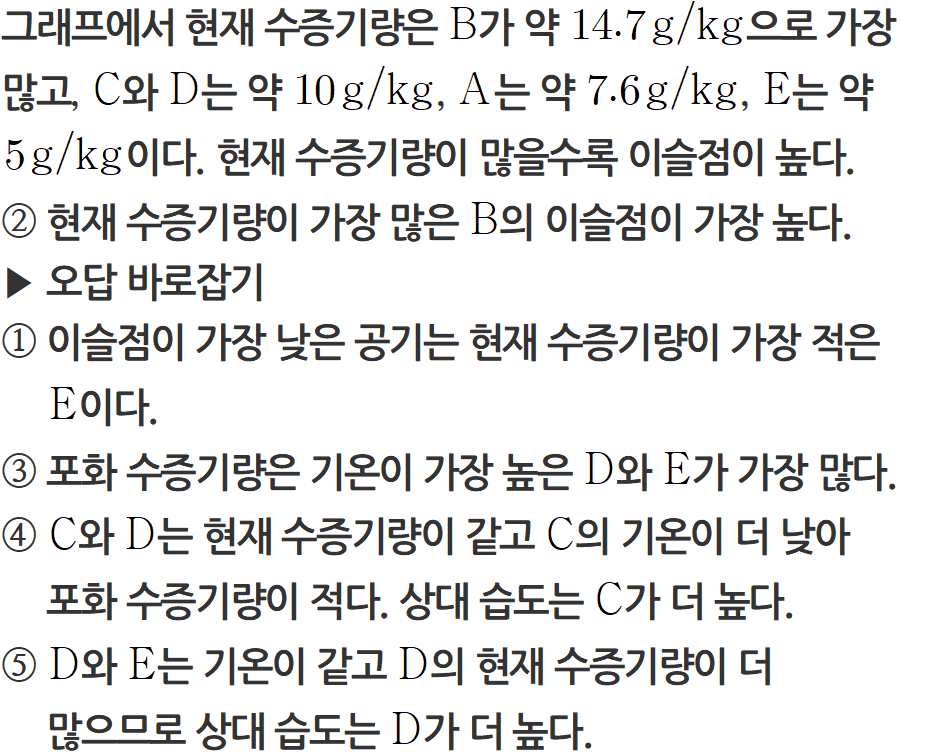 그래프에서 현재 수증기량은 B가 약 14.7g/kg으로 가장
많고, C와 D는 약 10g/kg, A는 약 7.6g/kg, E는 약
5g/kg이다. 현재 수증기량이 많을수록 이슬점이 높다.
② 현재 수증기량이 가장 많은 B의 이슬점이 가장 높다.
▶ 오답 바로잡기
① 이슬점이 가장 낮은 공기는 현재 수증기량이 가장 적은
E이다.
③ 포화 수증기량은 기온이 가장 높은 D와 E가 가장 많다.
④ C와 D는 현재 수증기량이 같고 C의 기온이 더 낮아
포화 수증기량이 적다. 상대 습도는 C가 더 높다.
⑤ D와 E는 기온이 같고 D의 현재 수증기량이 더
많으므로 상대 습도는 D가 더 높다.